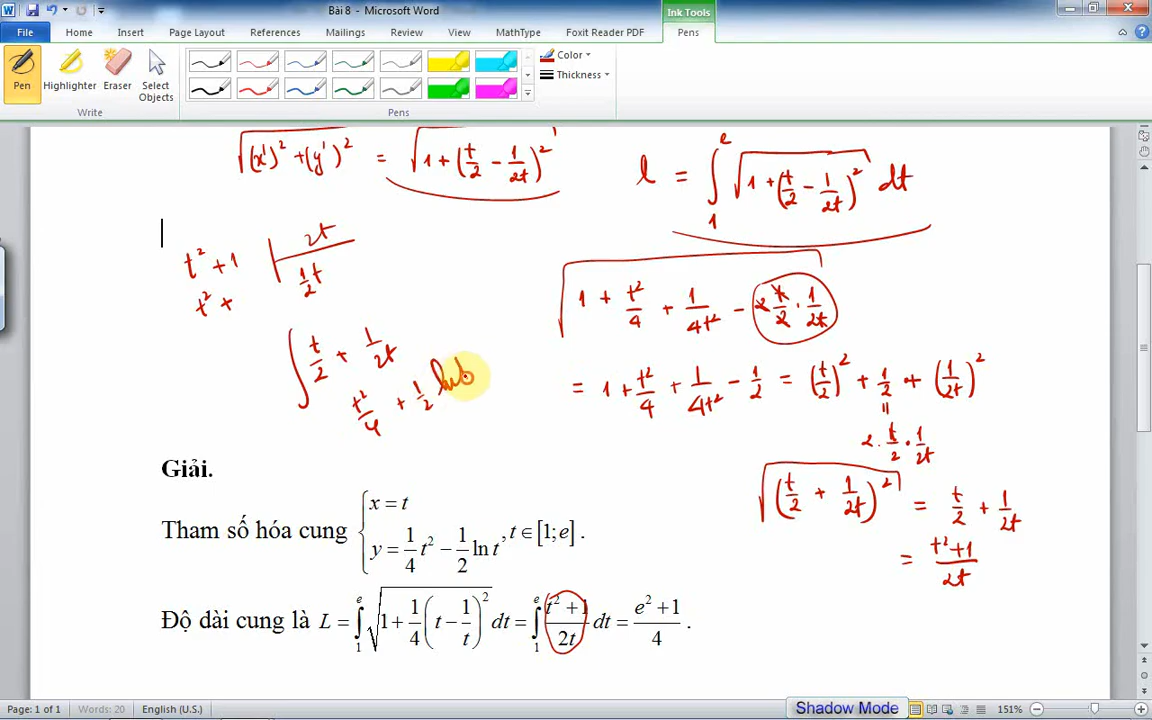 Bài 8 - Microsoft Word
Ink Tools
File Home Insert Page Layout References Mailings Review View MathType Foxit Reader PDF Pens
Pen Highlighter Eraser Select Objects
Color
Thickness
Write
Pens
√((x')² + (y')²) = √(1 + (t/2 - 1/2t)²)
l = ∫₁ᵉ √(1 + (t/2 - 1/2t)²) dt
t² + 1 2t
t² + 1/2 t
√(1 + t²/4 + 1/4t² - 2 t/2 · 1/2t)
∫ t/2 + 1/2t
t²/4 + 1/2
= 1 + t²/4 + 1/4t² - 1/2 = (t/2)² + 1/2 + (1/2t)²
2 · t/2 · 1/2t
√((t/2 + 1/2t)²) = t/2 + 1/2t
= (t² + 1)/2t
Giải.
Tham số hóa cung { x = t ; y = 1/4 t² - 1/2 ln t , t ∈ [1; e] .
Độ dài cung là L = ∫₁ᵉ √(1 + 1/4 (t - 1/t)²) dt = ∫₁ᵉ (t² + 1)/2t dt = (e² + 1)/4 .
Page: 1 of 1 Words: 20 English (U.S.) Shadow Mode 151%